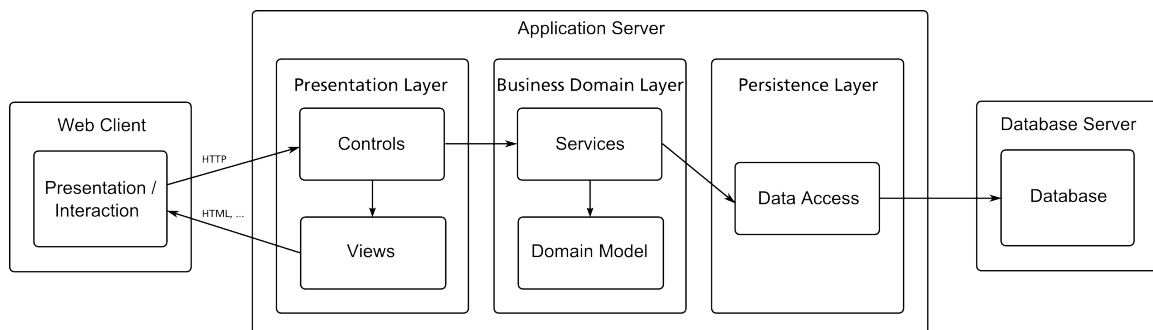 Application Server
Presentation Layer
Business Domain Layer
Persistence Layer
Web Client
Database Server
Controls
Services
HTTP
Presentation /
Interaction
Data Access
Database
HTML, ...
Views
Domain Model